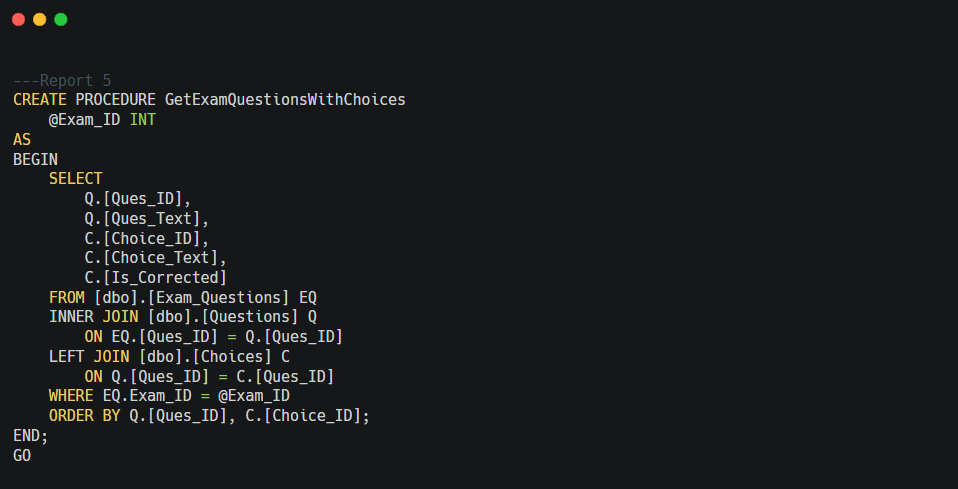 ---Report 5
CREATE PROCEDURE GetExamQuestionsWithChoices
    @Exam_ID INT
AS
BEGIN
    SELECT
        Q.[Ques_ID],
        Q.[Ques_Text],
        C.[Choice_ID],
        C.[Choice_Text],
        C.[Is_Corrected]
    FROM [dbo].[Exam_Questions] EQ
    INNER JOIN [dbo].[Questions] Q
        ON EQ.[Ques_ID] = Q.[Ques_ID]
    LEFT JOIN [dbo].[Choices] C
        ON Q.[Ques_ID] = C.[Ques_ID]
    WHERE EQ.Exam_ID = @Exam_ID
    ORDER BY Q.[Ques_ID], C.[Choice_ID];
END;
GO